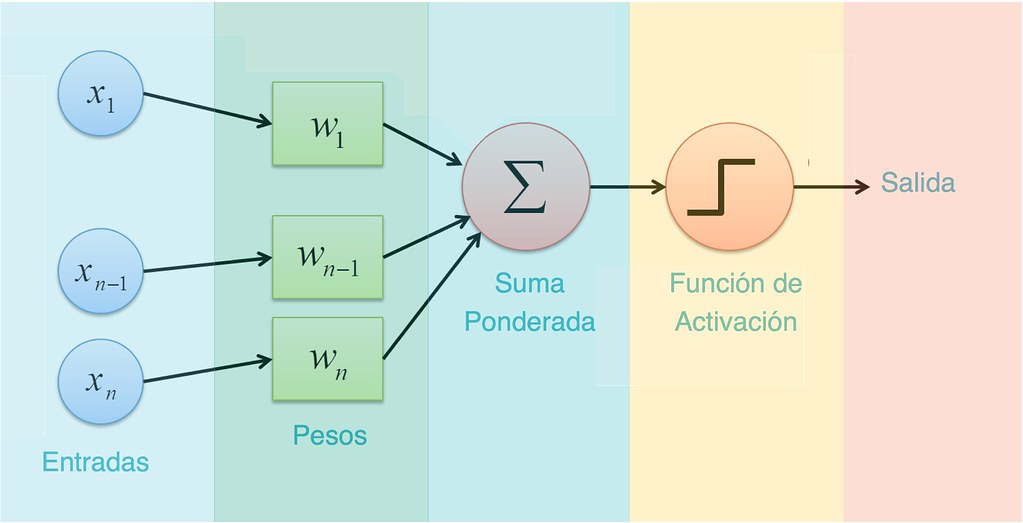 x1
w1
Σ
Salida
xn−1
wn−1
Suma
Ponderada
Función de
Activación
xn
wn
Pesos
Entradas